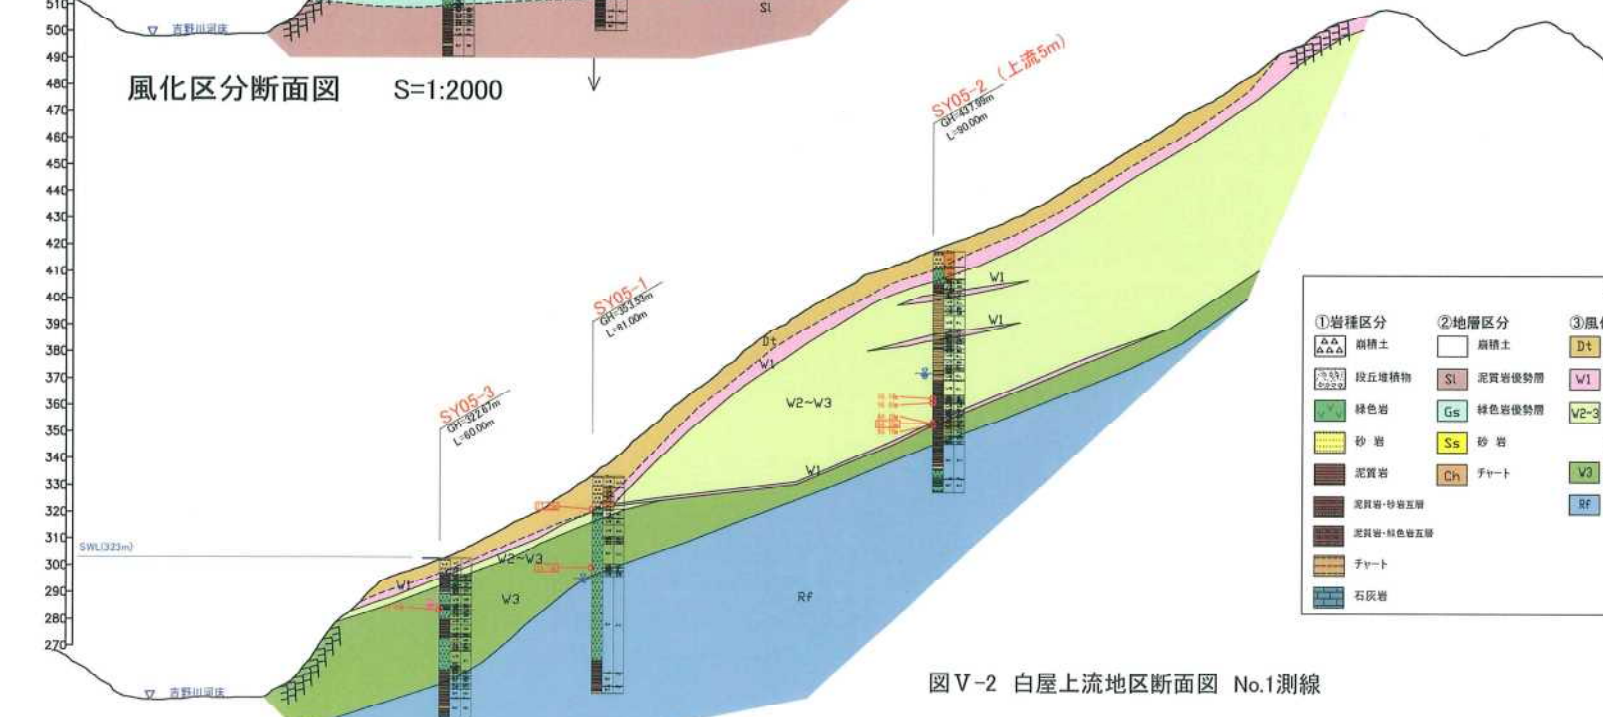 510
500
490
480
470
460
450
440
430
420
410
400
390
380
370
360
350
340
330
320
310
300
290
280
270
吉野川河床
Sl
風化区分断面図 S=1:2000
SY05-2 (上流5m)
GH=437.99m
L=90.00m
SY05-1
GH=353.53m
L=81.00m
SY05-3
GH=322.67m
L=60.00m
Dt
W1
W1
W1
W2~W3
W1
SWL(323m)
W1
W2~W3
W3
Rf
吉野川河床
①岩種区分
崩積土
段丘堆積物
緑色岩
砂岩
泥質岩
泥質岩・砂岩互層
泥質岩・緑色岩互層
チャート
石灰岩
②地層区分
崩積土
Sl 泥質岩優勢層
Gs 緑色岩優勢層
Ss 砂岩
Ch チャート
③風
Dt
W1
W2-3
W3
Rf
図Ⅴ-2 白屋上流地区断面図 No.1測線